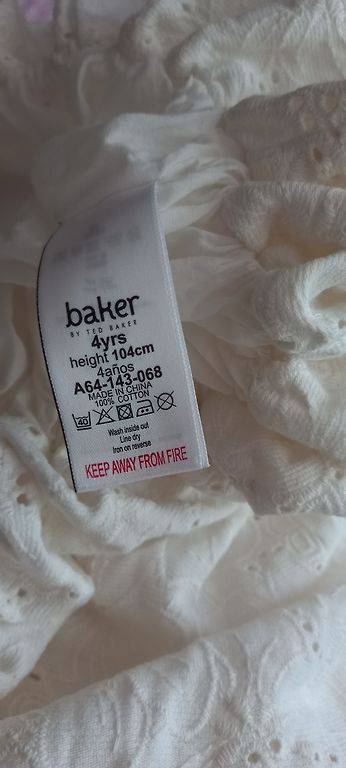 baker
BY TED BAKER
4yrs
height 104cm
4años
A64-143-068
MADE IN CHINA
100% COTTON
40
Wash inside out
Line dry
Iron on reverse
KEEP AWAY FROM FIRE